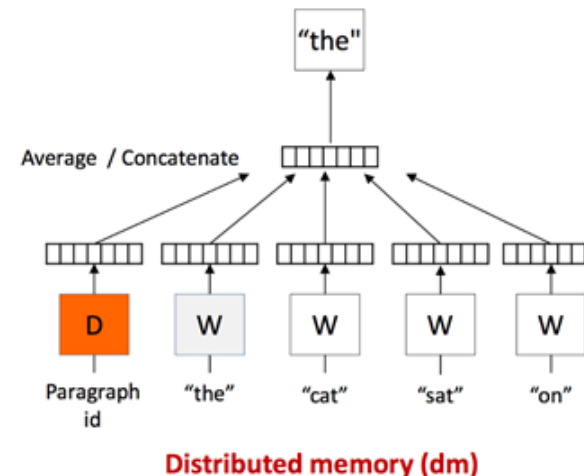 “the"
Average / Concatenate
D W W W W
Paragraph id “the” “cat” “sat” “on”
Distributed memory (dm)